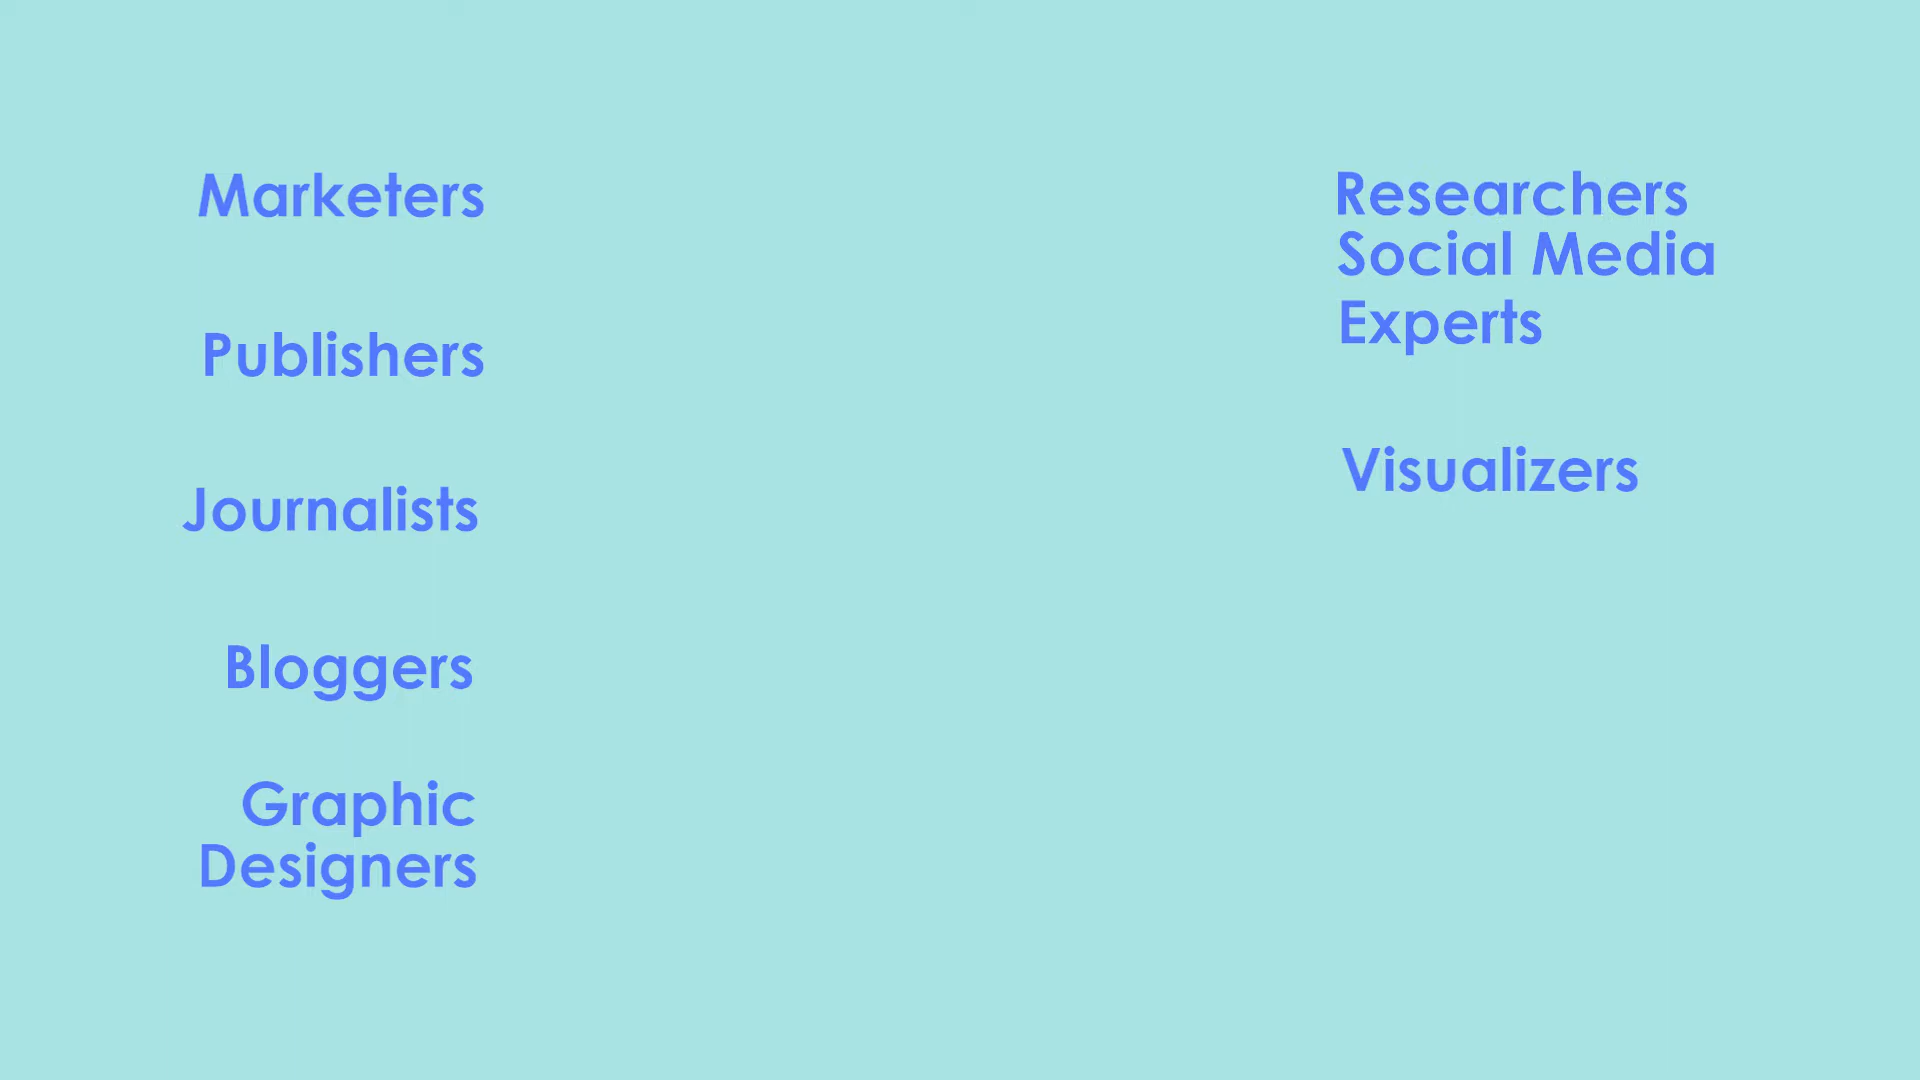 Marketers
Publishers
Journalists
Bloggers
Graphic
Designers
Researchers
Social Media
Experts
Visualizers